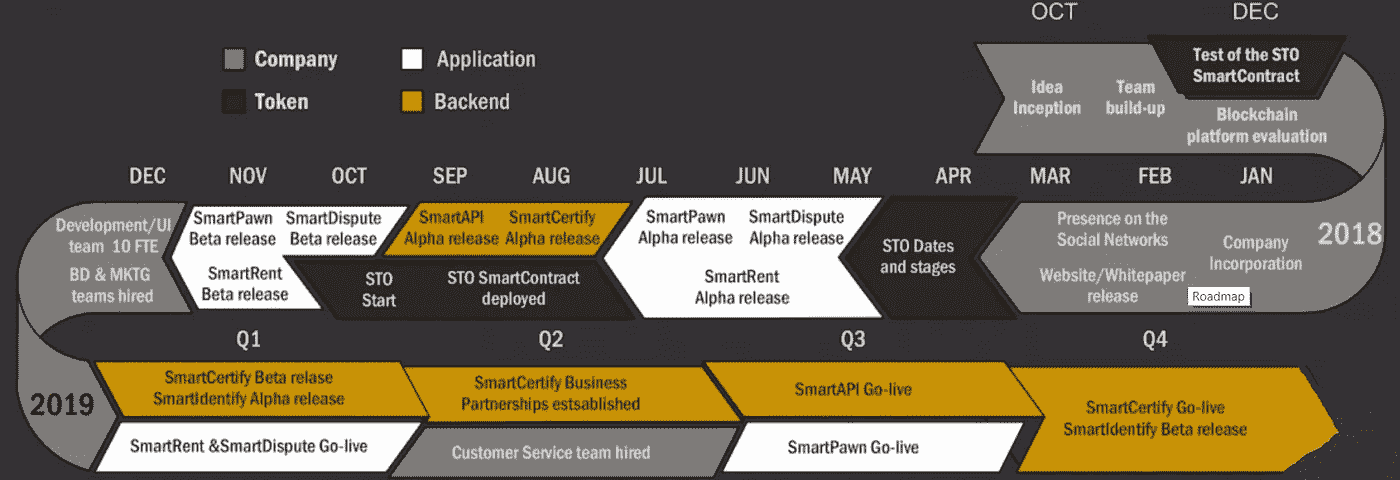 OCT DEC
Company
Application
Token
Backend
Idea
Inception
Team
build-up
Test of the STO
SmartContract
Blockchain
platform evaluation
DEC NOV OCT SEP AUG JUL JUN MAY APR MAR FEB JAN
2018
Company
Incorporation
Presence on the
Social Networks
Website/Whitepaper
release
Roadmap
STO Dates
and stages
SmartPawn
Alpha release
SmartDispute
Alpha release
SmartRent
Alpha release
SmartAPI
Alpha release
SmartCertify
Alpha release
STO
Start
STO SmartContract
deployed
SmartPawn
Beta release
SmartDispute
Beta release
SmartRent
Beta release
Development/UI
team 10 FTE
BD & MKTG
teams hired
2019
Q1 Q2 Q3 Q4
SmartCertify Beta relase
SmartIdentify Alpha release
SmartRent &SmartDispute Go-live
SmartCertify Business
Partnerships estsablished
Customer Service team hired
SmartAPI Go-live
SmartPawn Go-live
SmartCertify Go-live
SmartIdentify Beta release